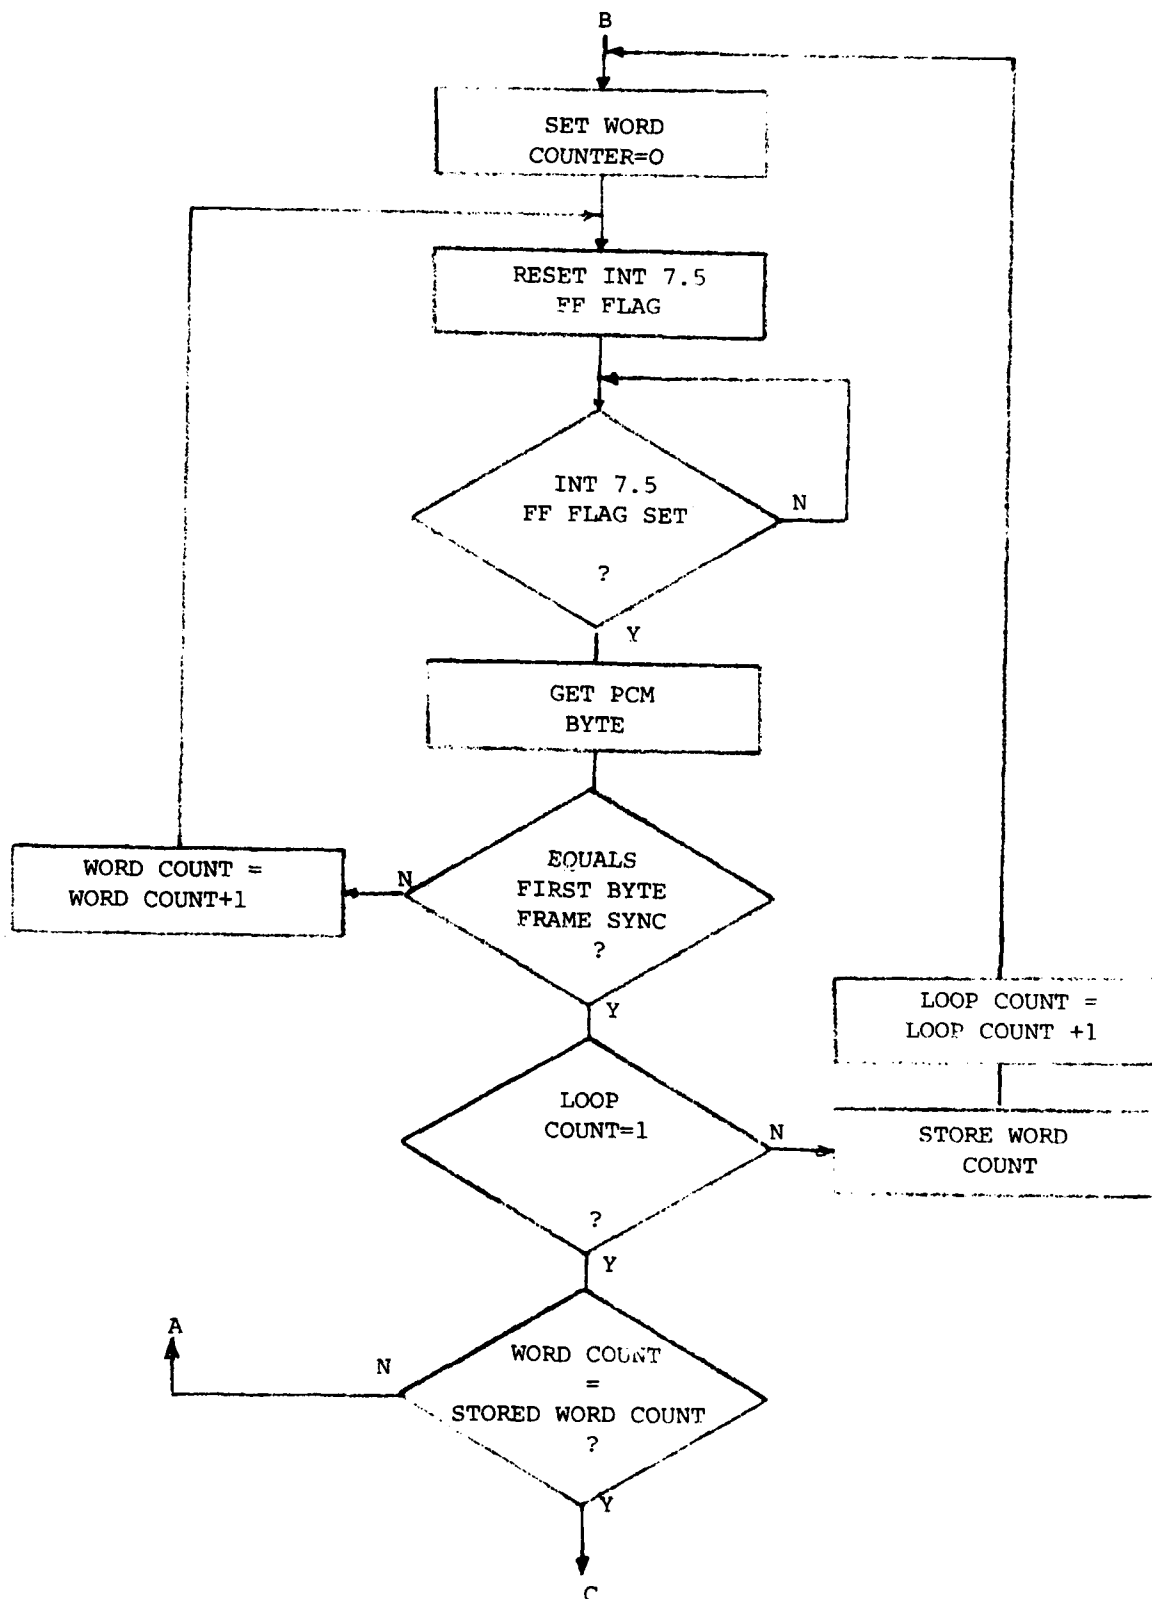 B
SET WORD
COUNTER=0
RESET INT 7.5
FF FLAG
INT 7.5
FF FLAG SET
?
N
Y
GET PCM
BYTE
EQUALS
FIRST BYTE
FRAME SYNC
?
N
WORD COUNT =
WORD COUNT+1
Y
LOOP
COUNT=1
?
N
STORE WORD
COUNT
LOOP COUNT =
LOOP COUNT +1
Y
WORD COUNT
=
STORED WORD COUNT
?
N
A
Y
C